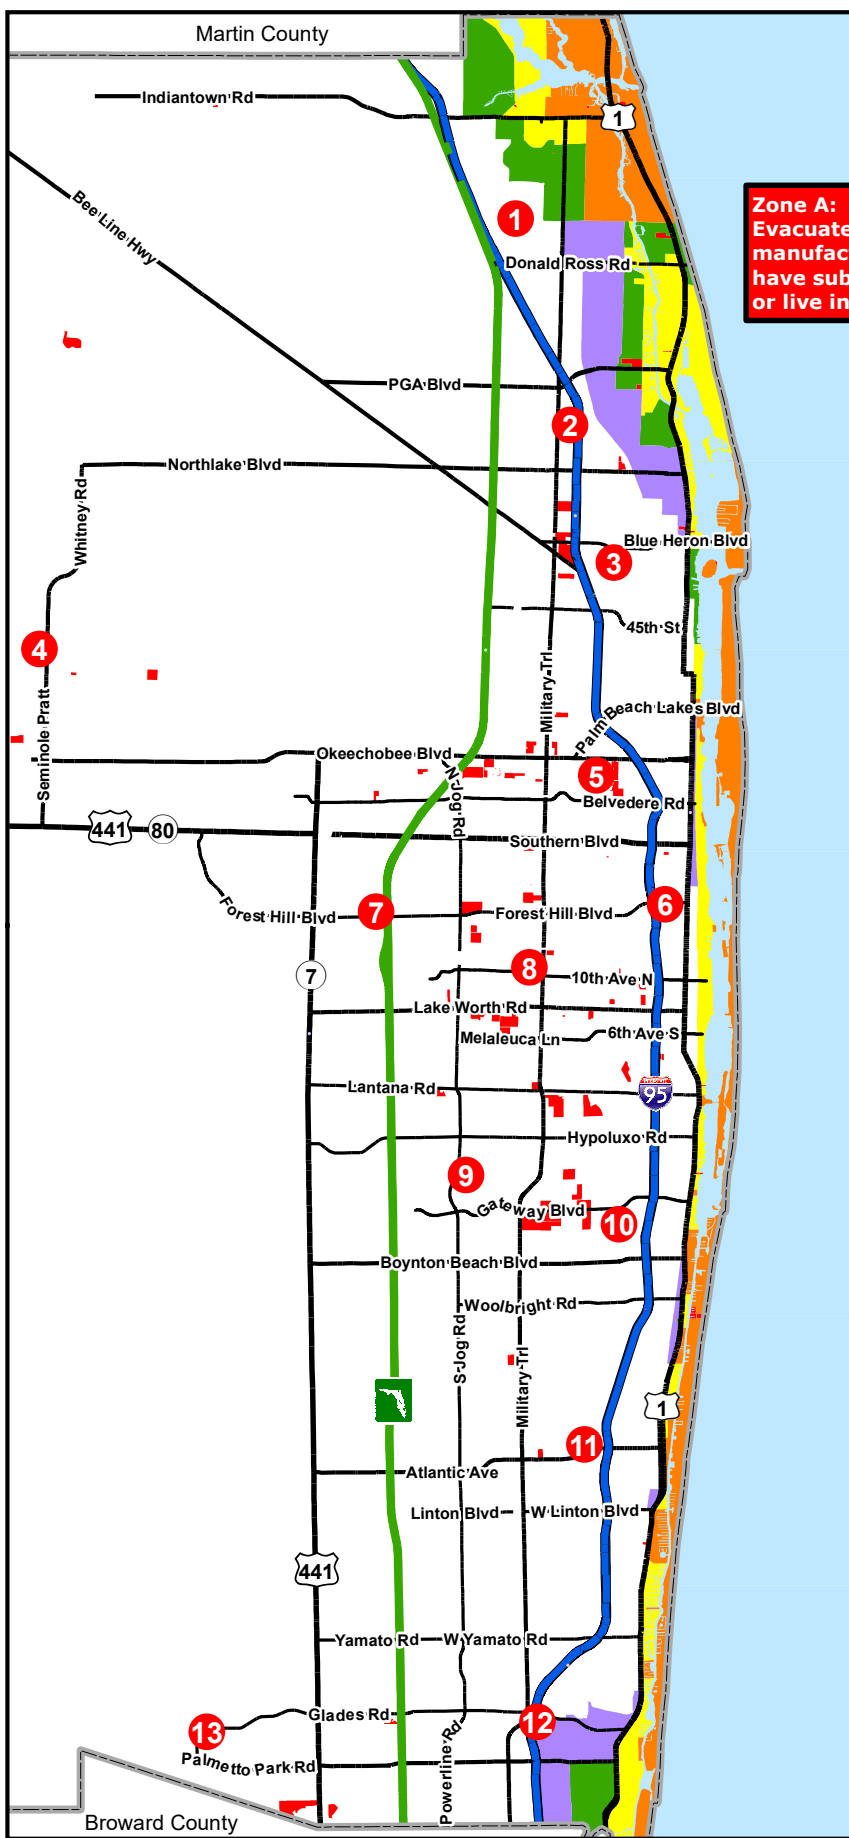 Martin County
Indiantown Rd
1
Bee Line Hwy
1
Zone A:
Evacuate
manufac
have sub
or live in
Donald Ross Rd
PGA Blvd
2
Northlake Blvd
Whitney Rd
Blue Heron Blvd
3
45th St
4
Military Trl
Seminole Pratt
Palm Beach Lakes Blvd
Okeechobee Blvd
N Jog Rd
5
Belvedere Rd
441
80
Southern Blvd
Forest Hill Blvd
7
Forest Hill Blvd
6
7
8
10th Ave N
Lake Worth Rd
Melaleuca Ln
6th Ave S
Lantana Rd
95
Hypoluxo Rd
9
Gateway Blvd
10
Boynton Beach Blvd
Woolbright Rd
S Jog Rd
Military Trl
1
11
Atlantic Ave
Linton Blvd
W Linton Blvd
441
Yamato Rd
W Yamato Rd
Glades Rd
12
13
Palmetto Park Rd
Powerline Rd
Broward County